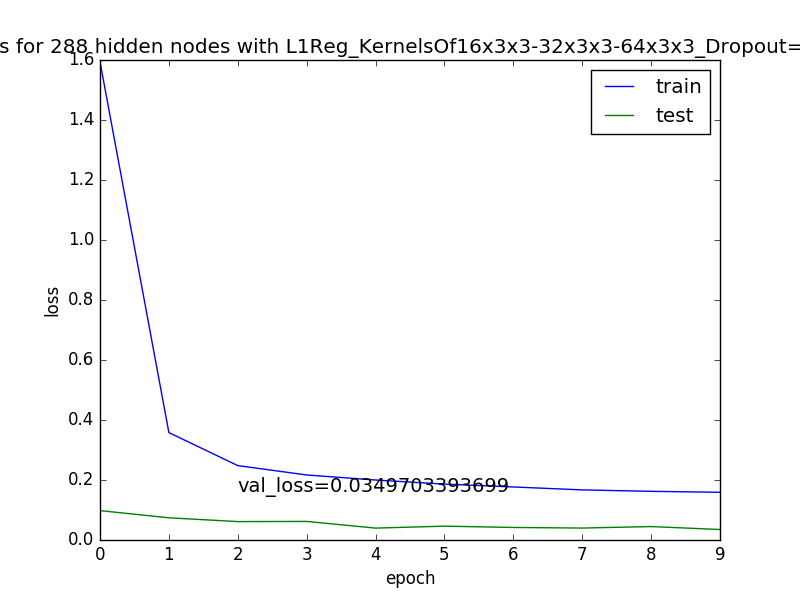 s for 288 hidden nodes with L1Reg_KernelsOf16x3x3-32x3x3-64x3x3_Dropout=
1.6
1.4
1.2
1.0
0.8
0.6
0.4
0.2
0.0
loss
train
test
val_loss=0.0349703393699
0 1 2 3 4 5 6 7 8 9
epoch